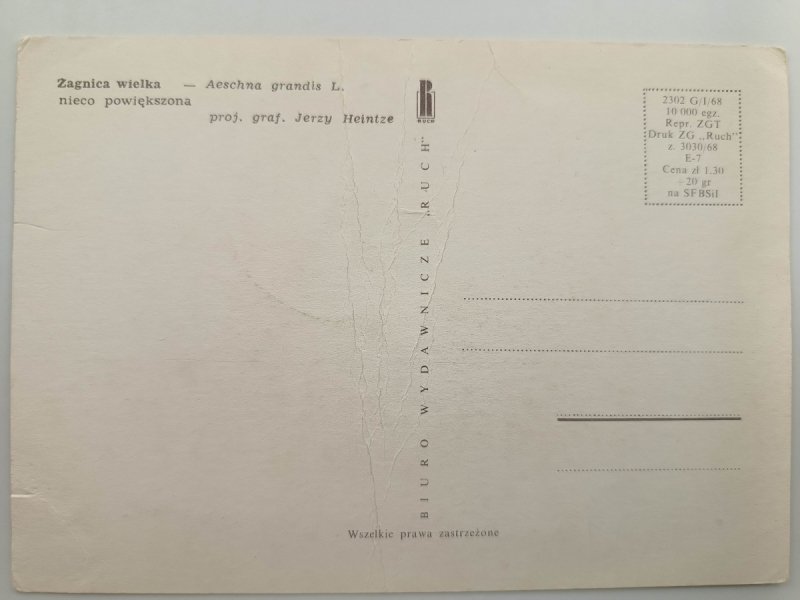 Żagnica wielka — Aeschna grandis L.
nieco powiększona
proj. graf. Jerzy Heintze
RUCH
BIURO WYDAWNICZE „RUCH”
2302 G/I/68
10 000 egz.
Repr. ZGT
Druk ZG „Ruch”
z. 3030/68
E-7
Cena zł 1.30
+20 gr
na SFBSiI
Wszelkie prawa zastrzeżone